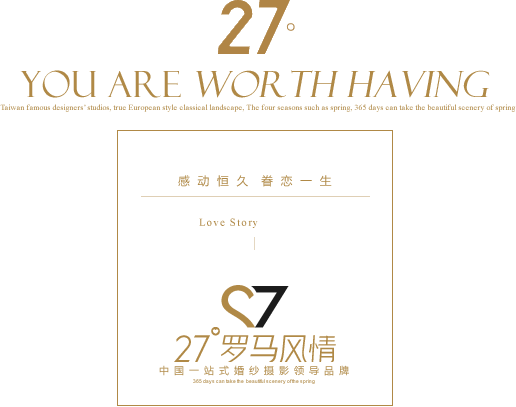 27°
YOU ARE WORTH HAVING
Taiwan famous designers' studios, true European style classical landscape, The four seasons such as spring, 365 days can take the beautiful scenery of spring
感动恒久 眷恋一生
Love Story
27
27°罗马风情
中国一站式婚纱摄影领导品牌
365 days can take the beautiful scenery of the spring